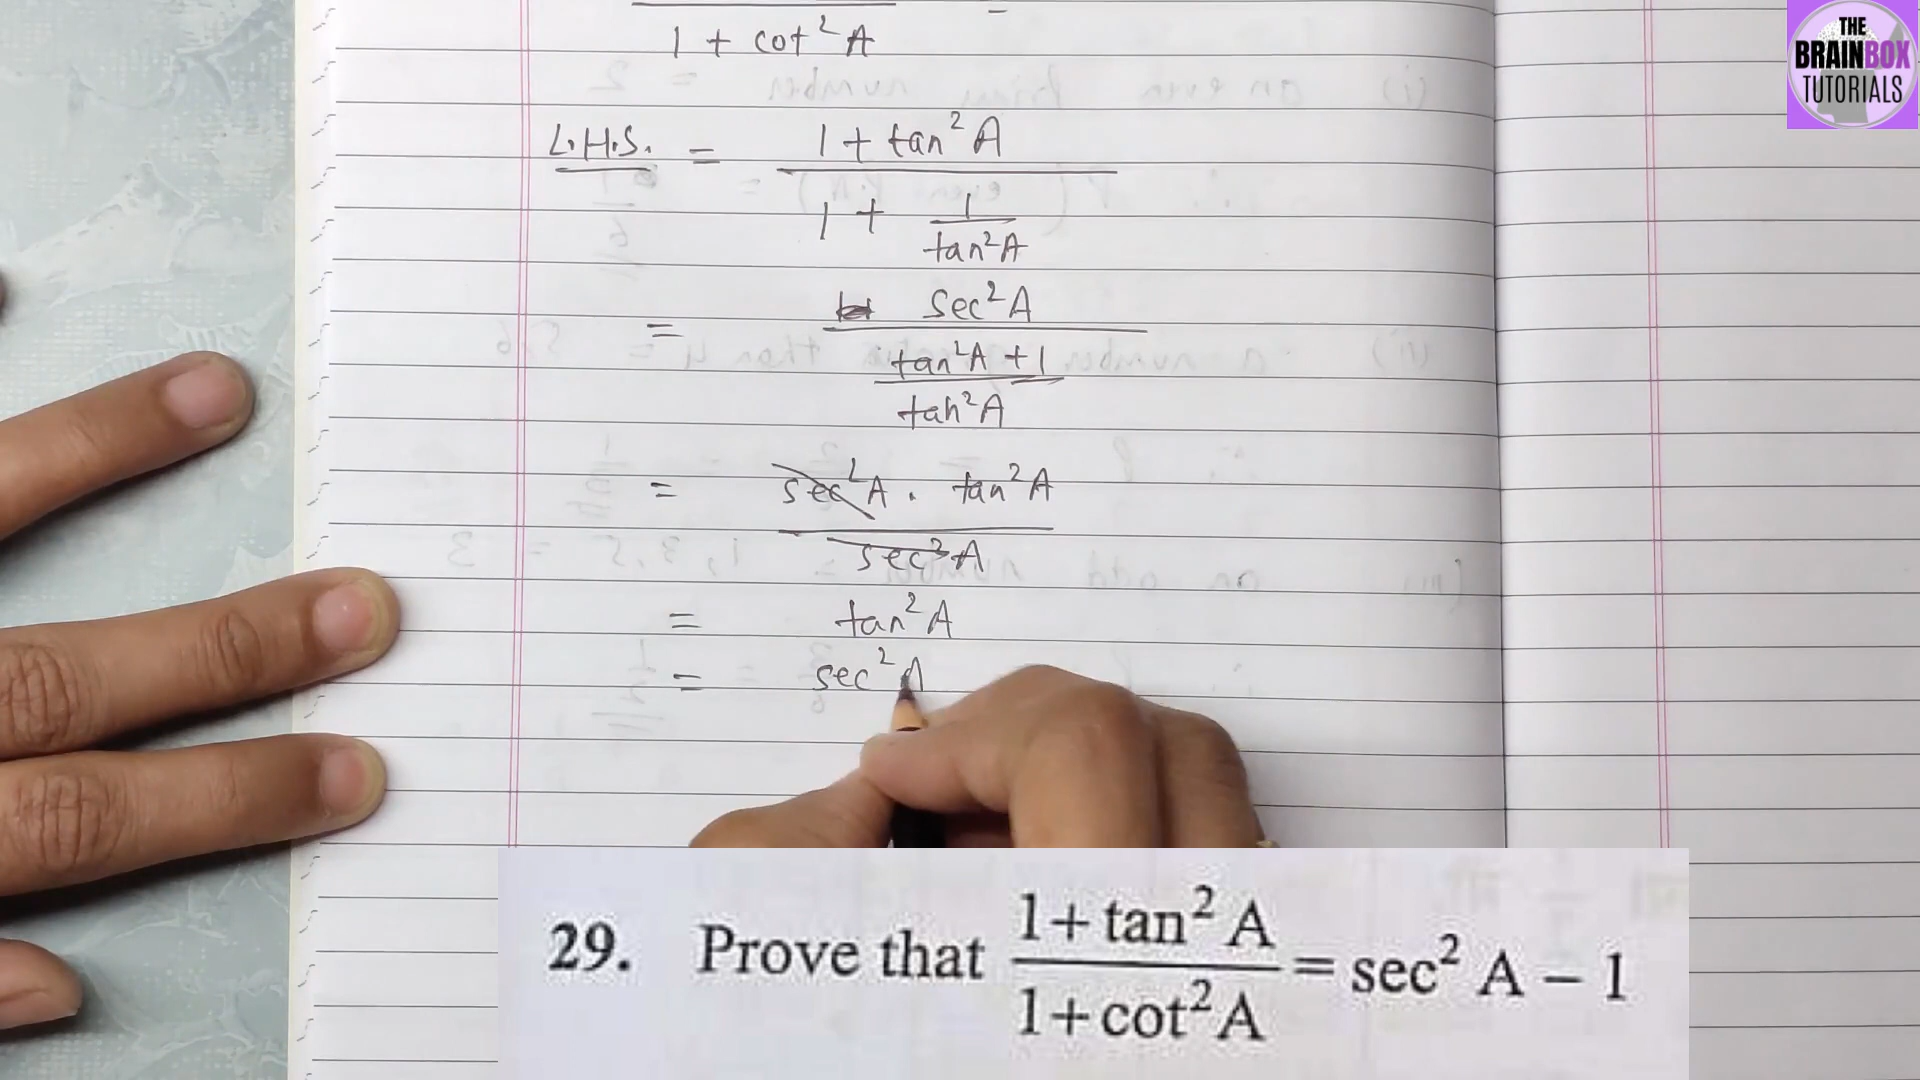 THE
BRAINBOX
TUTORIALS
1 + cot²A =
L.H.S. = 1 + tan²A
1 + 1
tan²A
= sec²A
tan²A + 1
tan²A
= sec²A . tan²A
sec²A
= tan²A
= sec²A
29. Prove that 1+tan² A / 1+cot² A = sec² A – 1